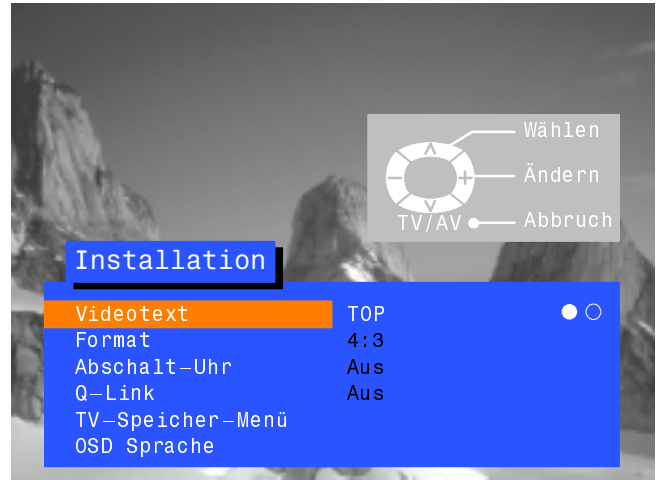 Wählen
Ändern
TV/AV Abbruch
Installation
Videotext TOP
Format 4:3
Abschalt–Uhr Aus
Q–Link Aus
TV–Speicher–Menü
OSD Sprache